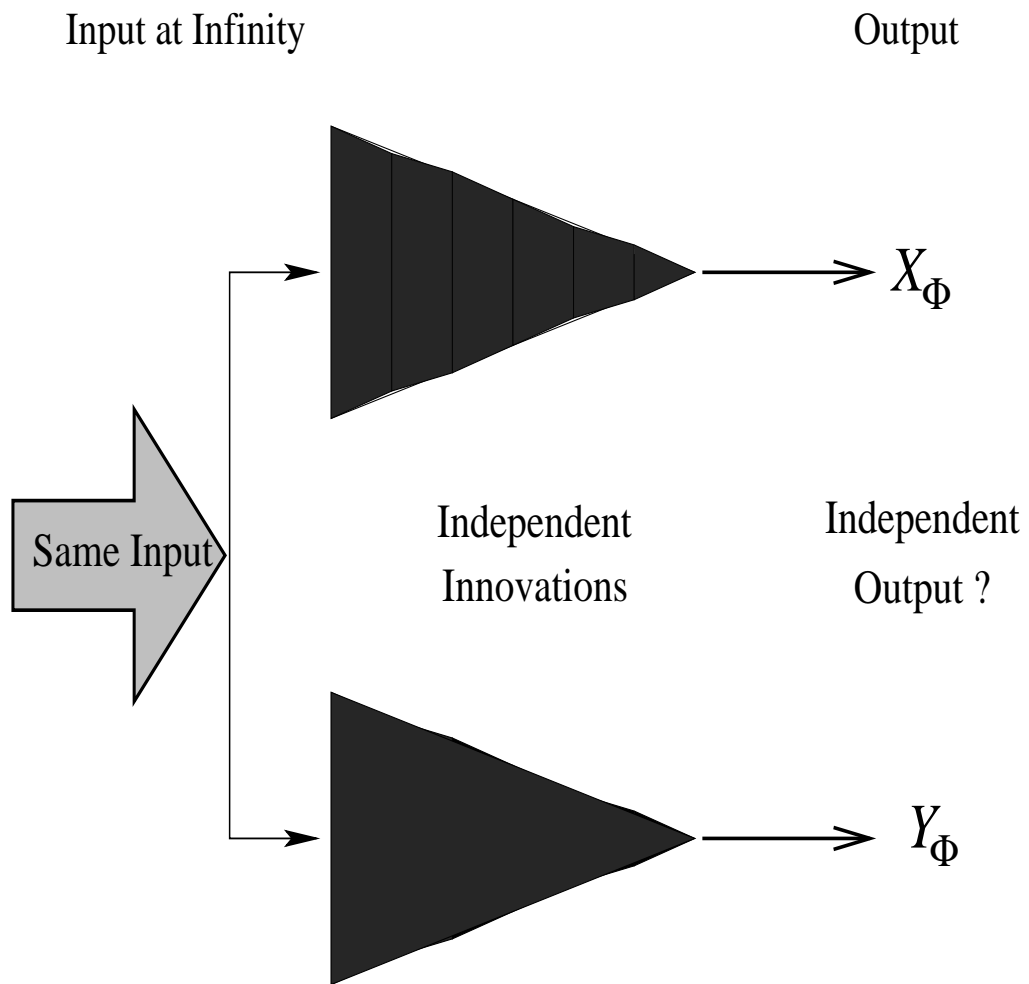 Input at Infinity
Output
X_Φ
Same Input
Independent
Innovations
Independent
Output ?
Y_Φ